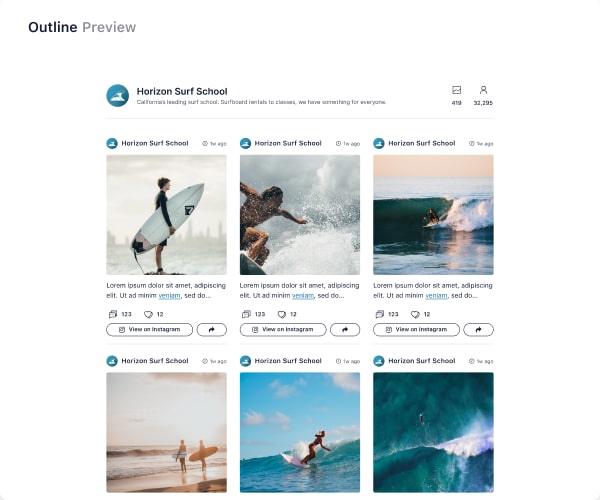 Outline Preview
Horizon Surf School
California's leading surf school. Surfboard rentals to classes, we have something for everyone.
419
32,295
Horizon Surf School
1w ago
Horizon Surf School
1w ago
Horizon Surf School
1w ago
Lorem ipsum dolor sit amet, adipiscing
elit. Ut ad minim veniam, sed do...
Lorem ipsum dolor sit amet, adipiscing
elit. Ut ad minim veniam, sed do...
Lorem ipsum dolor sit amet, adipiscing
elit. Ut ad minim veniam, sed do...
123
12
123
12
123
12
View on Instagram
View on Instagram
View on Instagram
Horizon Surf School
1w ago
Horizon Surf School
1w ago
Horizon Surf School
1w ago